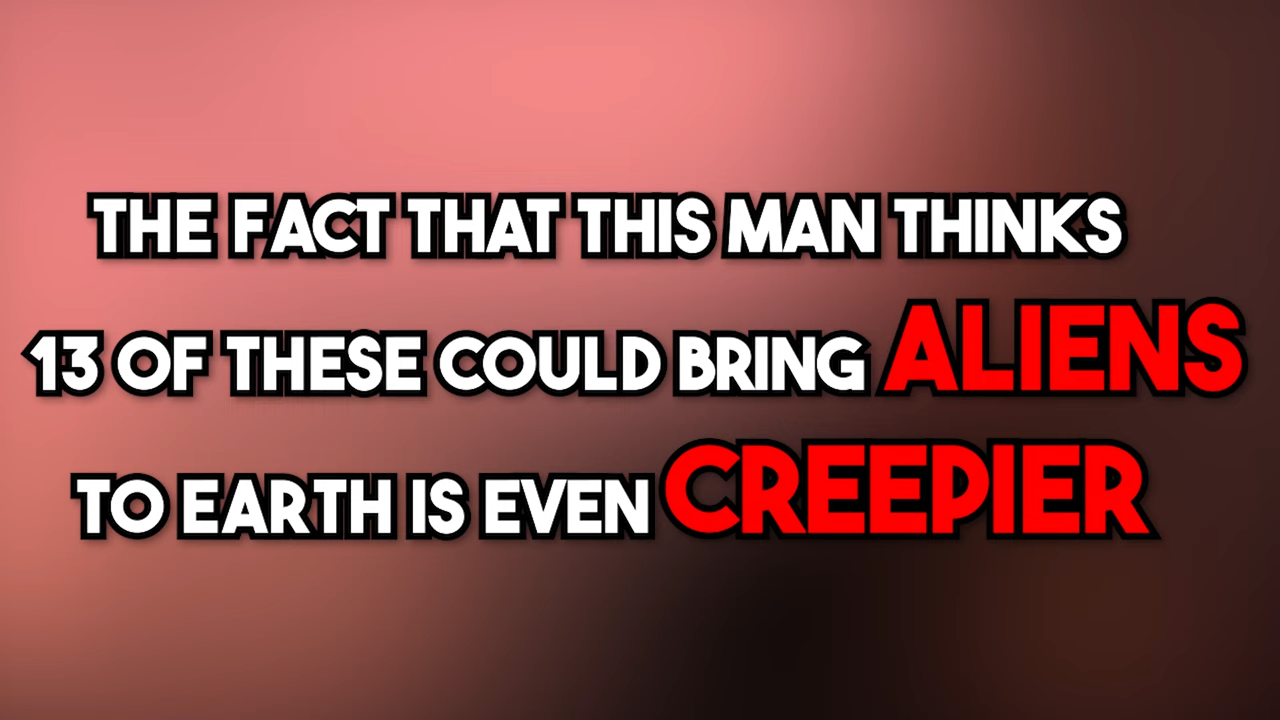 THE FACT THAT THIS MAN THINKS
13 OF THESE COULD BRING ALIENS
TO EARTH IS EVEN CREEPIER